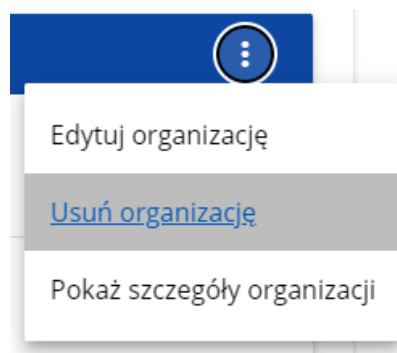 Edytuj organizację
Usuń organizację
Pokaż szczegóły organizacji